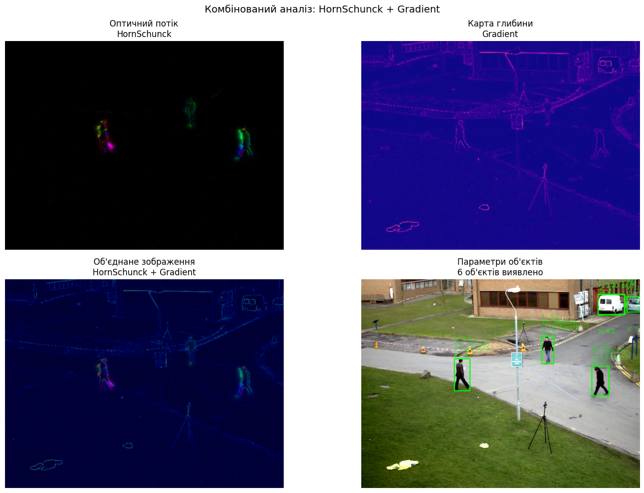 Комбінований аналіз: HornSchunck + Gradient
Оптичний потік
HornSchunck
Карта глибини
Gradient
Об'єднане зображення
HornSchunck + Gradient
Параметри об'єктів
6 об'єктів виявлено